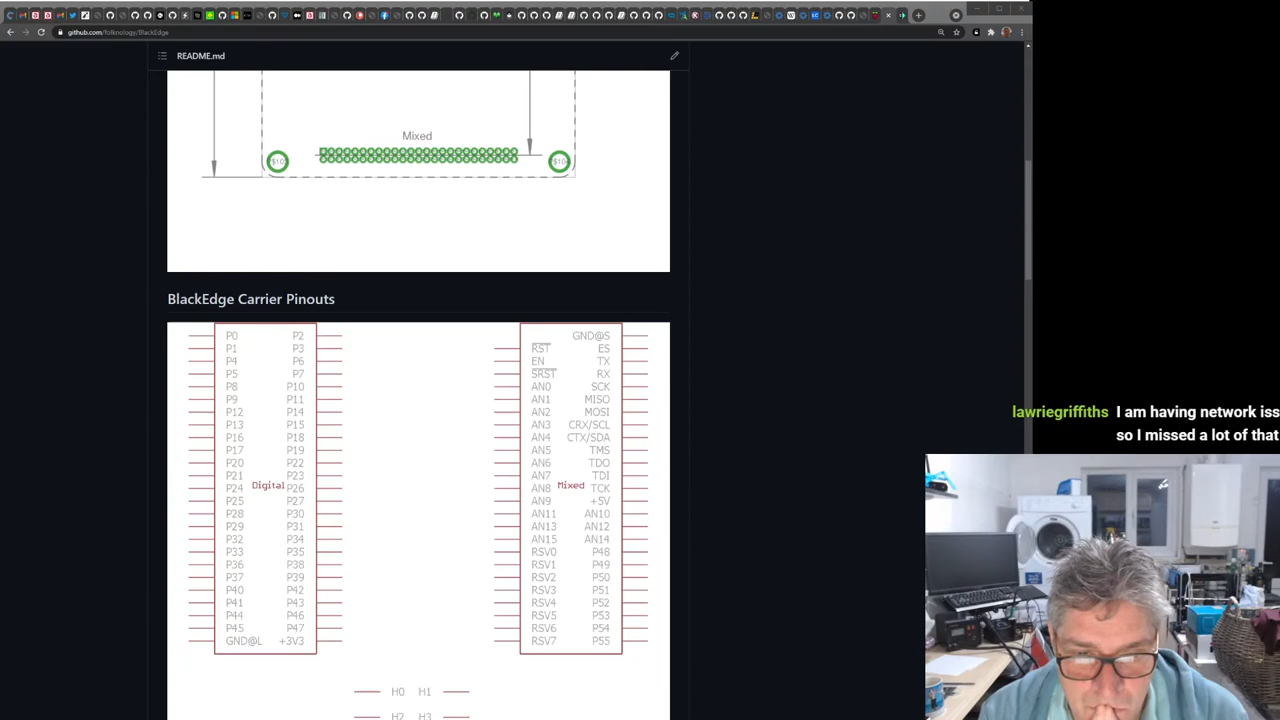 github.com/folknology/BlackEdge
README.md
Mixed
BlackEdge Carrier Pinouts
P0 P2
P1 P3
P4 P6
P5 P7
P8 P10
P9 P11
P12 P14
P13 P15
P16 P18
P17 P19
P20 P22
P21 P23
P24 Digital P26
P25 P27
P28 P30
P29 P31
P32 P34
P33 P35
P36 P38
P37 P39
P40 P42
P41 P43
P44 P46
P45 P47
GND@L +3V3
GND@S
RST ES
EN TX
SRST RX
AN0 SCK
AN1 MISO
AN2 MOSI
AN3 CRX/SCL
AN4 CTX/SDA
AN5 TMS
AN6 TDO
AN7 TDI
AN8 Mixed TCK
AN9 +5V
AN11 AN10
AN13 AN12
AN15 AN14
RSV0 P48
RSV1 P49
RSV2 P50
RSV3 P51
RSV4 P52
RSV5 P53
RSV6 P54
RSV7 P55
H0 H1
H2 H3
lawriegriffiths I am having network iss
so I missed a lot of that